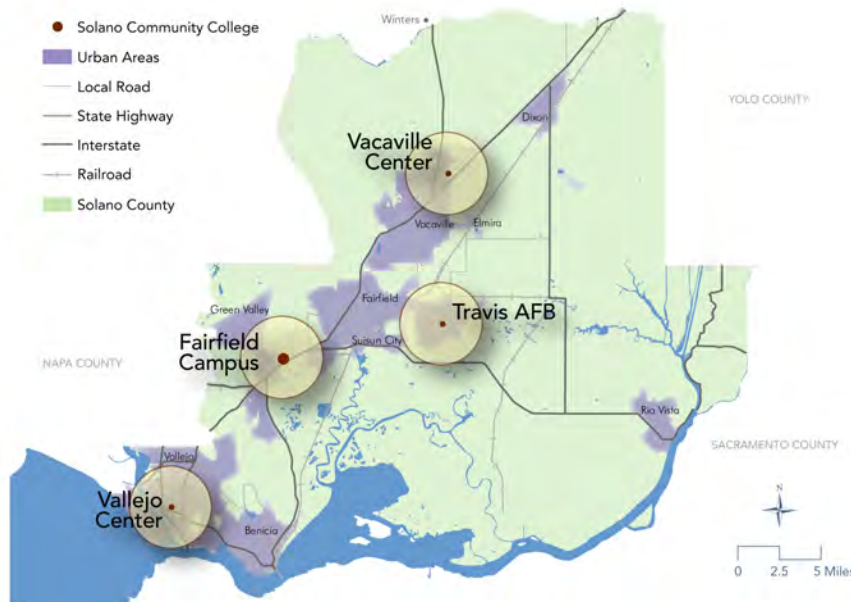 Solano Community College
Urban Areas
Local Road
State Highway
Interstate
Railroad
Solano County
Winters
YOLO COUNTY
Dixon
Vacaville
Center
Vacaville
Elmira
Green Valley
Fairfield
Travis AFB
Fairfield
Campus
Suisun City
NAPA COUNTY
Rio Vista
SACRAMENTO COUNTY
Vallejo
Vallejo
Center
Benicia
N
0 2.5 5 Miles